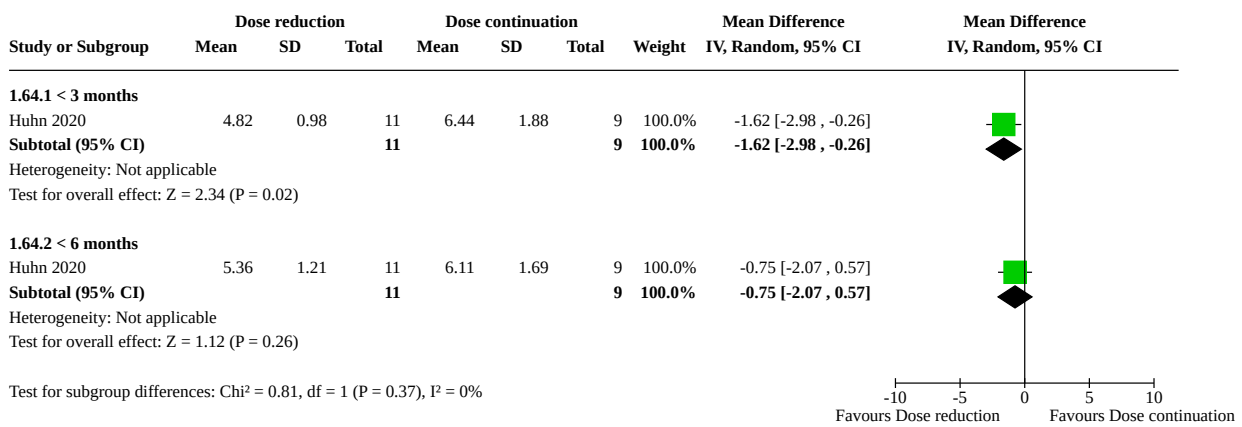 Dose reduction Dose continuation Mean Difference Mean Difference
Study or Subgroup Mean SD Total Mean SD Total Weight IV, Random, 95% CI IV, Random, 95% CI
1.64.1 < 3 months
Huhn 2020 4.82 0.98 11 6.44 1.88 9 100.0% -1.62 [-2.98 , -0.26]
Subtotal (95% CI) 11 9 100.0% -1.62 [-2.98 , -0.26]
Heterogeneity: Not applicable
Test for overall effect: Z = 2.34 (P = 0.02)
1.64.2 < 6 months
Huhn 2020 5.36 1.21 11 6.11 1.69 9 100.0% -0.75 [-2.07 , 0.57]
Subtotal (95% CI) 11 9 100.0% -0.75 [-2.07 , 0.57]
Heterogeneity: Not applicable
Test for overall effect: Z = 1.12 (P = 0.26)
Test for subgroup differences: Chi² = 0.81, df = 1 (P = 0.37), I² = 0%
-10 -5 0 5 10
Favours Dose reduction Favours Dose continuation